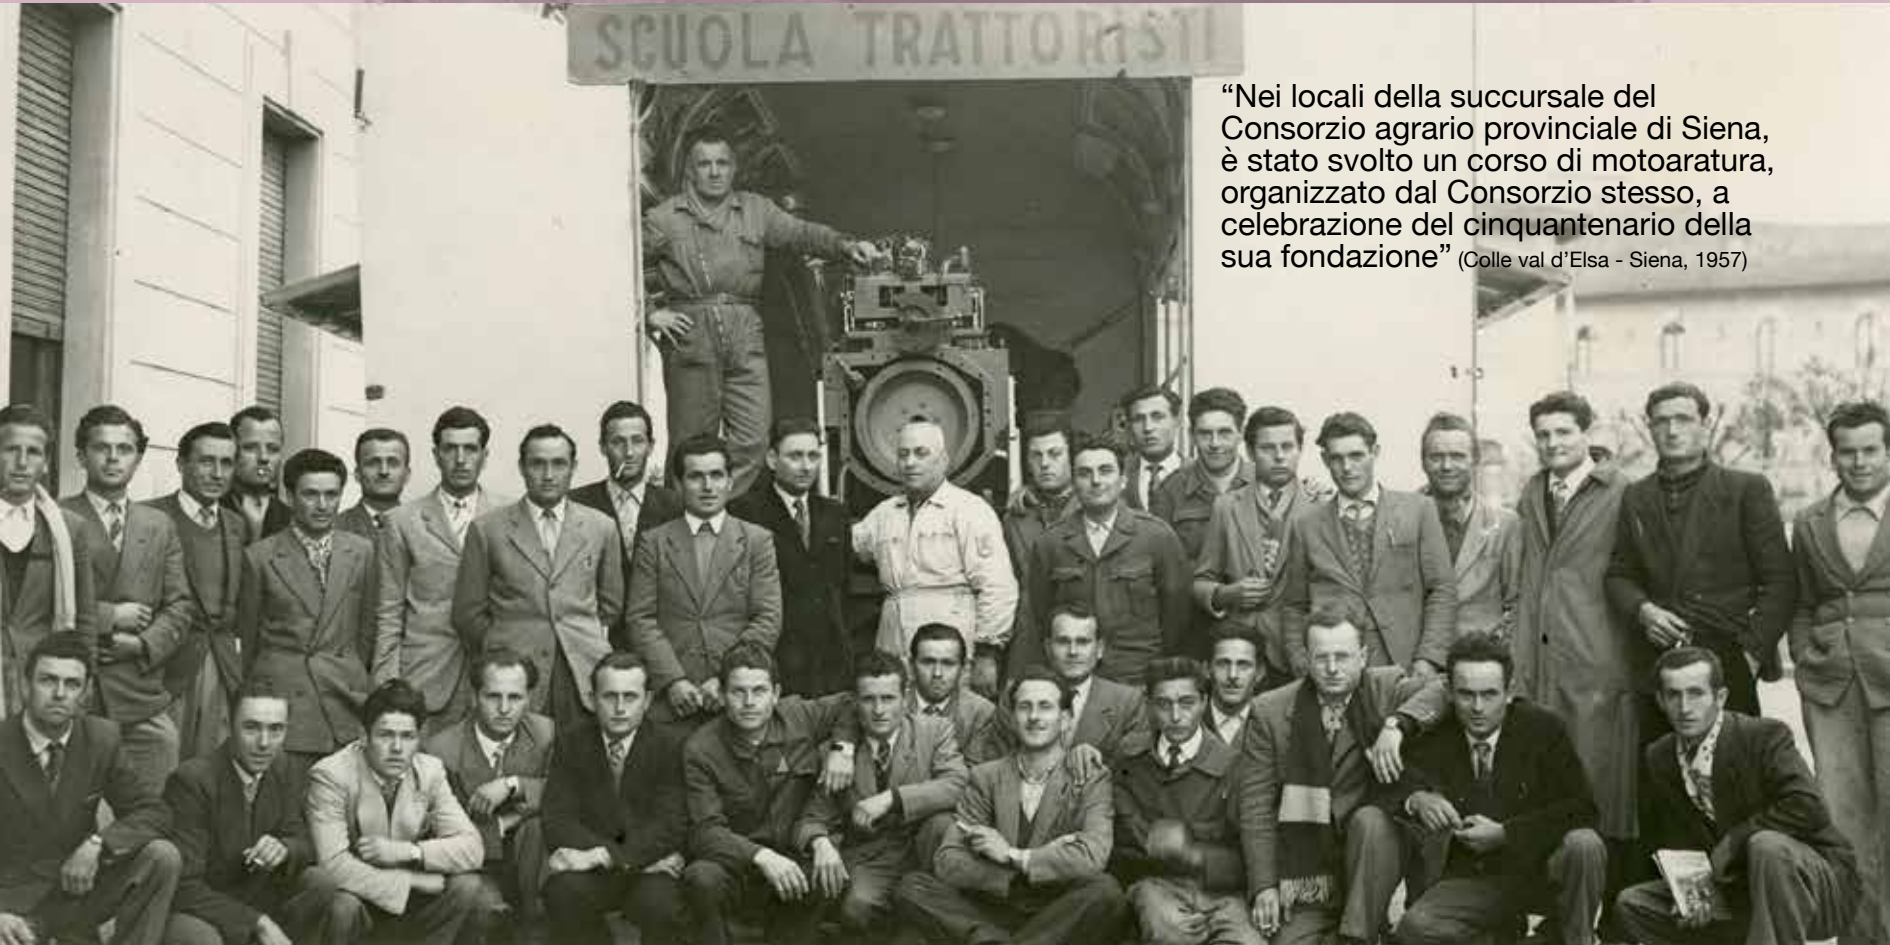 SCUOLA TRATTORISTI
“Nei locali della succursale del
Consorzio agrario provinciale di Siena,
è stato svolto un corso di motoaratura,
organizzato dal Consorzio stesso, a
celebrazione del cinquantenario della
sua fondazione” (Colle val d’Elsa - Siena, 1957)